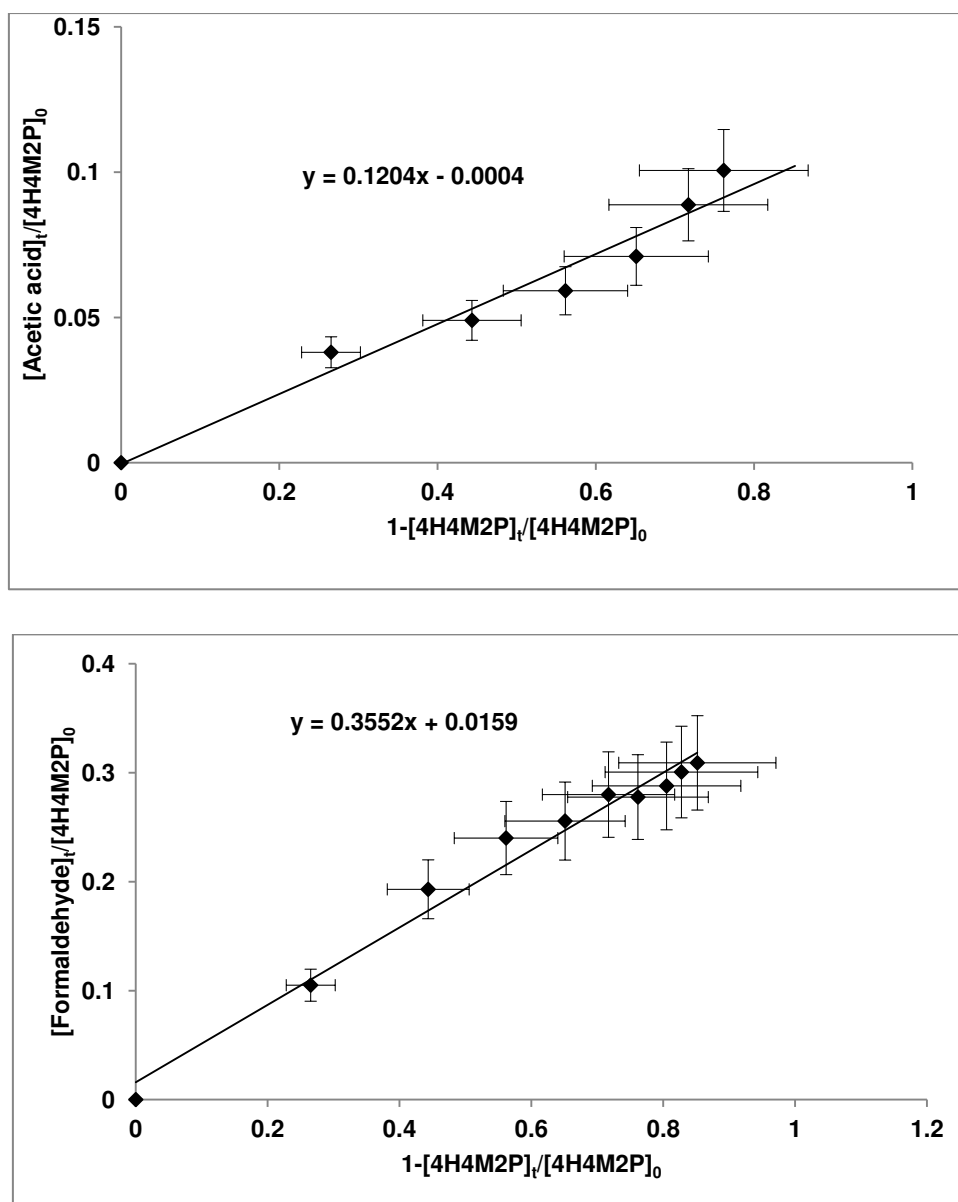 0.15
0.1
0.05
0
[Acetic acid]t/[4H4M2P]0
y = 0.1204x - 0.0004
0 0.2 0.4 0.6 0.8 1
1-[4H4M2P]t/[4H4M2P]0
0.4
0.3
0.2
0.1
0
[Formaldehyde]t/[4H4M2P]0
y = 0.3552x + 0.0159
0 0.2 0.4 0.6 0.8 1 1.2
1-[4H4M2P]t/[4H4M2P]0